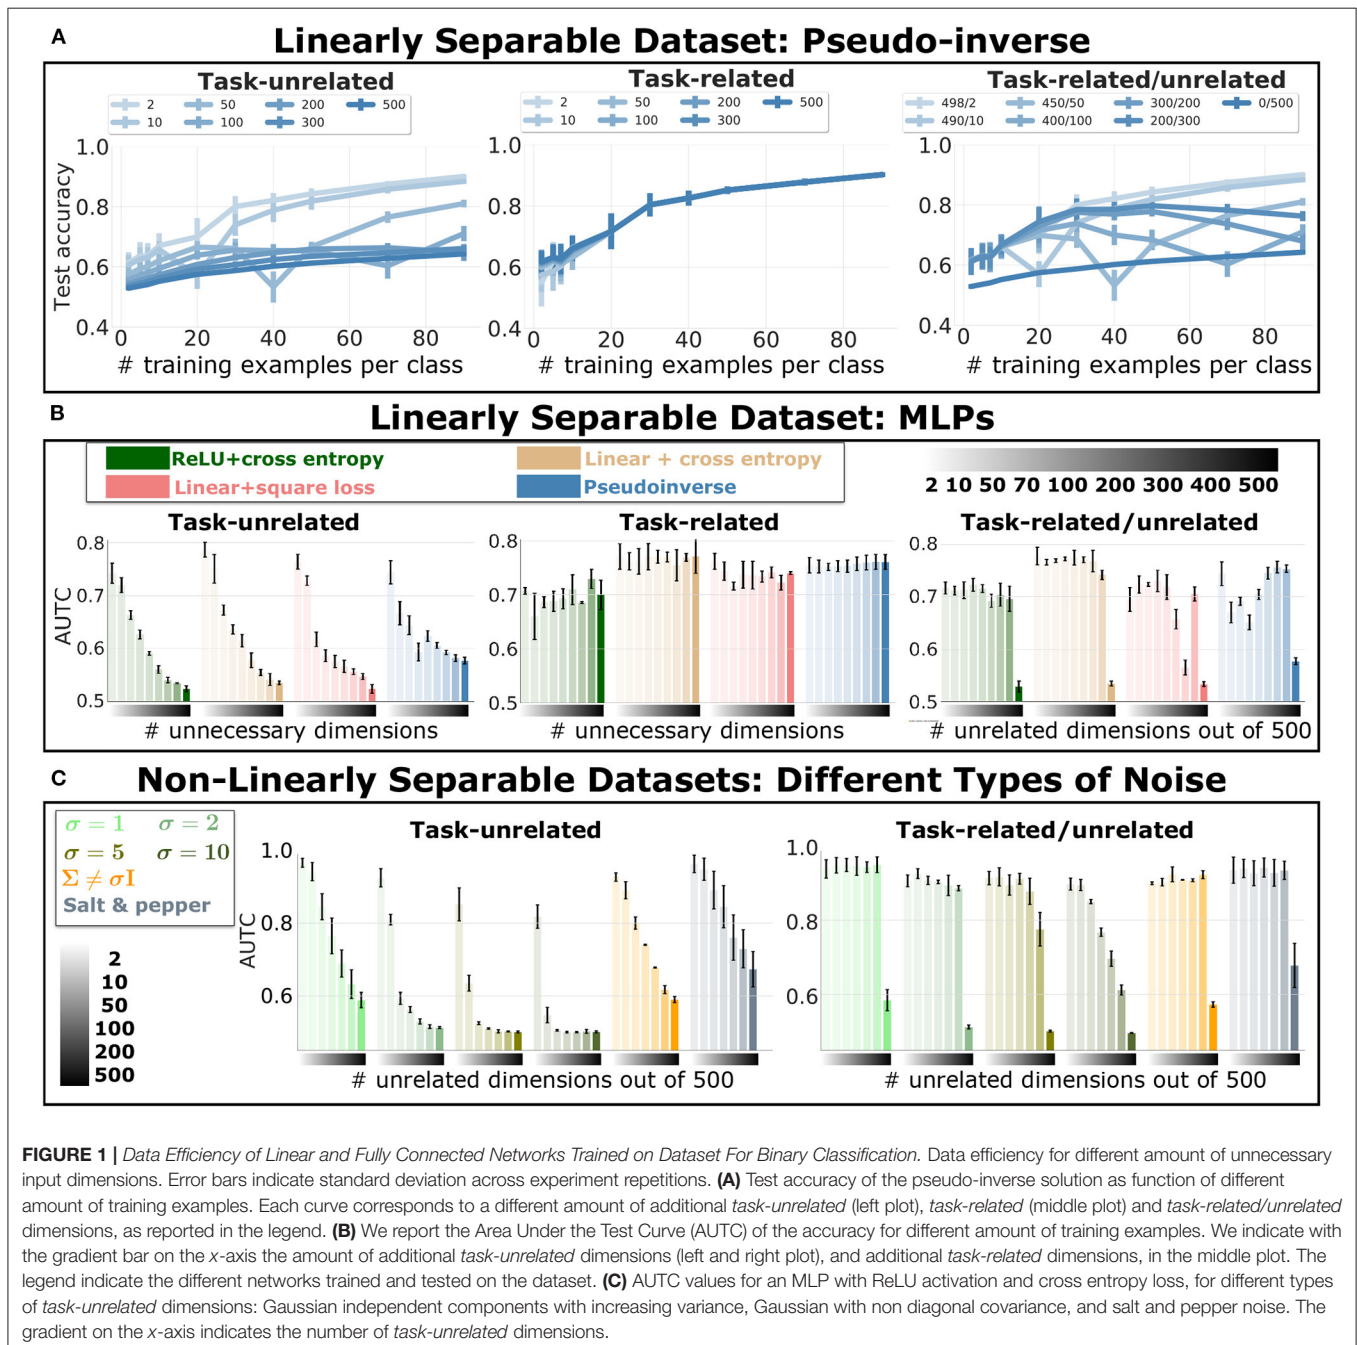 A
Linearly Separable Dataset: Pseudo-inverse
Task-unrelated
2 50 200 500
10 100 300
Task-related
2 50 200 500
10 100 300
Task-related/unrelated
498/2 450/50 300/200 0/500
490/10 400/100 200/300
Test accuracy
1.0
0.8
0.6
0.4
0 20 40 60 80
# training examples per class
1.0
0.8
0.6
0.4
0 20 40 60 80
# training examples per class
1.0
0.8
0.6
0.4
0 20 40 60 80
# training examples per class
B
Linearly Separable Dataset: MLPs
ReLU+cross entropy
Linear + cross entropy
Linear+square loss
Pseudoinverse
2 10 50 70 100 200 300 400 500
Task-unrelated
Task-related
Task-related/unrelated
AUTC
0.8
0.7
0.6
0.5
# unnecessary dimensions
0.8
0.7
0.6
0.5
# unnecessary dimensions
0.8
0.7
0.6
0.5
# unrelated dimensions out of 500
C
Non-Linearly Separable Datasets: Different Types of Noise
σ = 1 σ = 2
σ = 5 σ = 10
Σ ≠ σI
Salt & pepper
2
10
50
100
200
500
Task-unrelated
AUTC
1.0
0.8
0.6
# unrelated dimensions out of 500
Task-related/unrelated
1.0
0.8
0.6
# unrelated dimensions out of 500
FIGURE 1 | Data Efficiency of Linear and Fully Connected Networks Trained on Dataset For Binary Classification. Data efficiency for different amount of unnecessary
input dimensions. Error bars indicate standard deviation across experiment repetitions. (A) Test accuracy of the pseudo-inverse solution as function of different
amount of training examples. Each curve corresponds to a different amount of additional task-unrelated (left plot), task-related (middle plot) and task-related/unrelated
dimensions, as reported in the legend. (B) We report the Area Under the Test Curve (AUTC) of the accuracy for different amount of training examples. We indicate with
the gradient bar on the x-axis the amount of additional task-unrelated dimensions (left and right plot), and additional task-related dimensions, in the middle plot. The
legend indicate the different networks trained and tested on the dataset. (C) AUTC values for an MLP with ReLU activation and cross entropy loss, for different types
of task-unrelated dimensions: Gaussian independent components with increasing variance, Gaussian with non diagonal covariance, and salt and pepper noise. The
gradient on the x-axis indicates the number of task-unrelated dimensions.